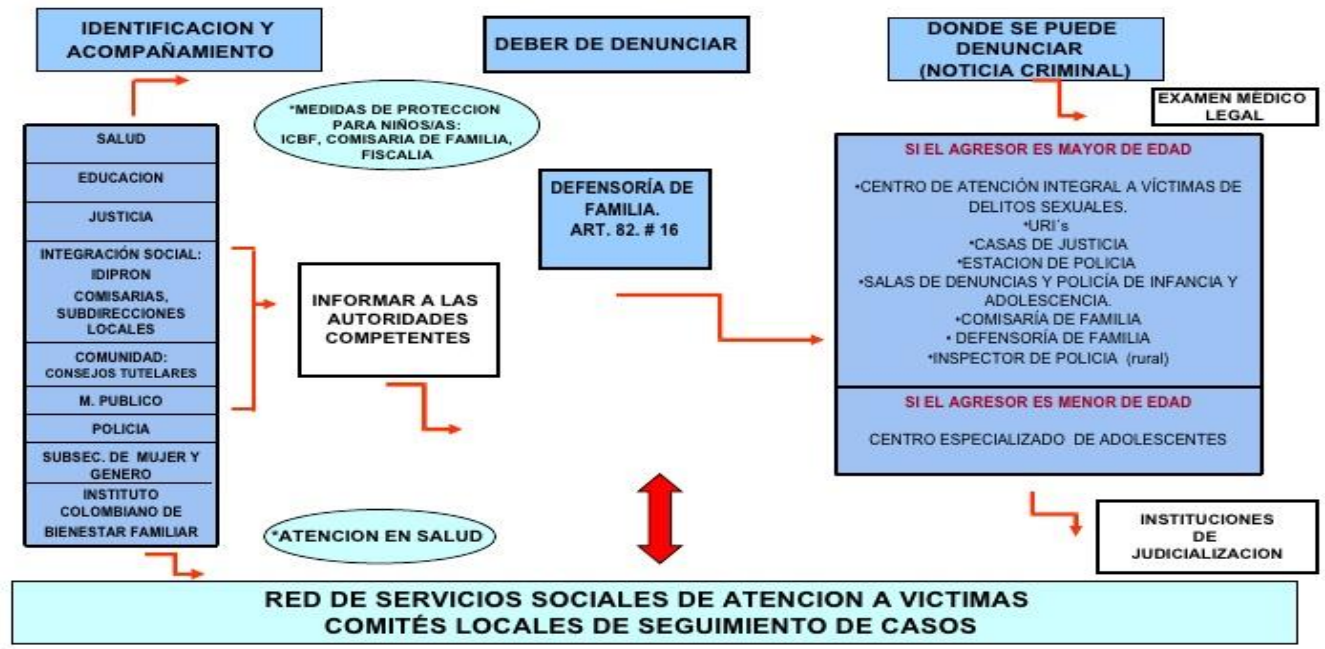 IDENTIFICACION Y
ACOMPAÑAMIENTO
DEBER DE DENUNCIAR
DONDE SE PUEDE
DENUNCIAR
(NOTICIA CRIMINAL)
EXAMEN MÉDICO
LEGAL
*MEDIDAS DE PROTECCION
PARA NIÑOS/AS:
ICBF, COMISARIA DE FAMILIA,
FISCALIA
SALUD
EDUCACION
JUSTICIA
INTEGRACIÓN SOCIAL:
IDIPRON
COMISARIAS,
SUBDIRECCIONES
LOCALES
COMUNIDAD:
CONSEJOS TUTELARES
M. PUBLICO
POLICIA
SUBSEC. DE MUJER Y
GENERO
INSTITUTO
COLOMBIANO DE
BIENESTAR FAMILIAR
INFORMAR A LAS
AUTORIDADES
COMPETENTES
DEFENSORÍA DE
FAMILIA.
ART. 82. # 16
SI EL AGRESOR ES MAYOR DE EDAD
•CENTRO DE ATENCIÓN INTEGRAL A VÍCTIMAS DE
DELITOS SEXUALES.
•URI´s
•CASAS DE JUSTICIA
•ESTACION DE POLICIA
•SALAS DE DENUNCIAS Y POLICÍA DE INFANCIA Y
ADOLESCENCIA.
•COMISARÍA DE FAMILIA
• DEFENSORÍA DE FAMILIA
•INSPECTOR DE POLICIA (rural)
SI EL AGRESOR ES MENOR DE EDAD
CENTRO ESPECIALIZADO DE ADOLESCENTES
*ATENCION EN SALUD
INSTITUCIONES
DE
JUDICIALIZACION
RED DE SERVICIOS SOCIALES DE ATENCION A VICTIMAS
COMITÉS LOCALES DE SEGUIMIENTO DE CASOS